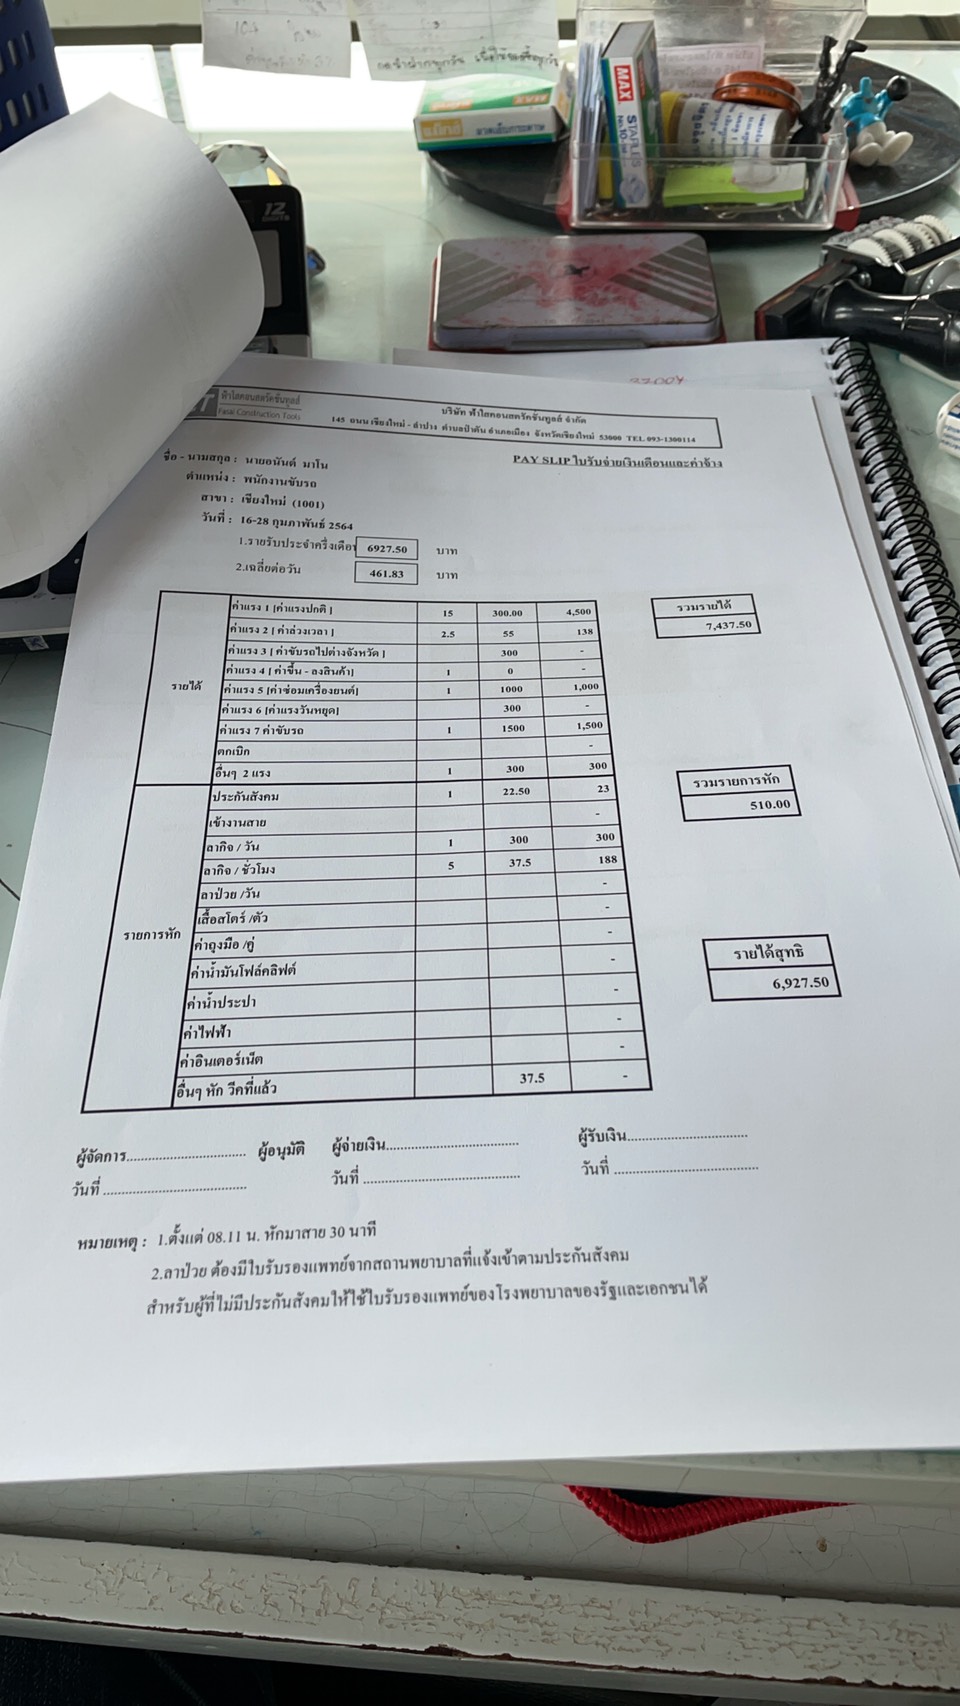 12
DIGITS
MAX
STAPLES
No.10
MAX
ลวดเย็บกระดาษ
ฟ้าใสคอนสตรัคชั่นทูลส์
Fasai Construction Tools
บริษัท ฟ้าใสคอนสตรัคชั่นทูลส์ จำกัด
145 ถนน เชียงใหม่ - ลำปาง ตำบลป่าตัน อำเภอเมือง จังหวัดเชียงใหม่ 53000 TEL 093-1300114
ชื่อ - นามสกุล : นายอนันต์ มาโน
PAY SLIP ใบรับจ่ายเงินเดือนและค่าจ้าง
ตำแหน่ง : พนักงานขับรถ
สาขา : เชียงใหม่ (1001)
วันที่ : 16-28 กุมภาพันธ์ 2564
1.รายรับประจำครึ่งเดือ 6927.50 บาท
2.เฉลี่ยต่อวัน 461.83 บาท
รายได้
ค่าแรง 1 [ค่าแรงปกติ ] 15 300.00 4,500
ค่าแรง 2 [ ค่าล่วงเวลา ] 2.5 55 138
ค่าแรง 3 [ ค่าขับรถไปต่างจังหวัด ] 300 -
ค่าแรง 4 [ ค่าขึ้น - ลงสินค้า] 1 0 -
ค่าแรง 5 [ค่าซ่อมเครื่องยนต์] 1 1000 1,000
ค่าแรง 6 [ค่าแรงวันหยุด] 300 -
ค่าแรง 7 ค่าขับรถ 1 1500 1,500
ตกเบิก -
อื่นๆ 2 แรง 1 300 300
รวมรายได้
7,437.50
รายการหัก
ประกันสังคม 1 22.50 23
เข้างานสาย -
ลากิจ / วัน 1 300 300
ลากิจ / ชั่วโมง 5 37.5 188
ลาป่วย /วัน -
เสื้อสโตร์ /ตัว -
ค่าถุงมือ /คู่ -
ค่าน้ำมันโฟล์คลิฟต์ -
ค่าน้ำประปา -
ค่าไฟฟ้า -
ค่าอินเตอร์เน็ต -
อื่นๆ หัก วีคที่แล้ว 37.5 -
รวมรายการหัก
510.00
รายได้สุทธิ
6,927.50
ผู้จัดการ.................................. ผู้อนุมัติ ผู้จ่ายเงิน...................................... ผู้รับเงิน..................................
วันที่ ......................................... วันที่ ............................................. วันที่ .........................................
หมายเหตุ : 1.ตั้งแต่ 08.11 น. หักมาสาย 30 นาที
2.ลาป่วย ต้องมีใบรับรองแพทย์จากสถานพยาบาลที่แจ้งเข้าตามประกันสังคม
สำหรับผู้ที่ไม่มีประกันสังคมให้ใช้ใบรับรองแพทย์ของโรงพยาบาลของรัฐและเอกชนได้